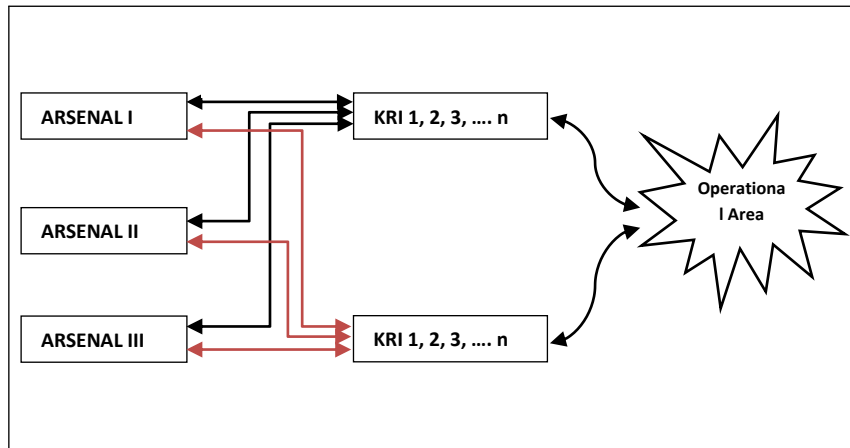 ARSENAL I
KRI 1, 2, 3, .... n
Operationa
l Area
ARSENAL II
ARSENAL III
KRI 1, 2, 3, .... n